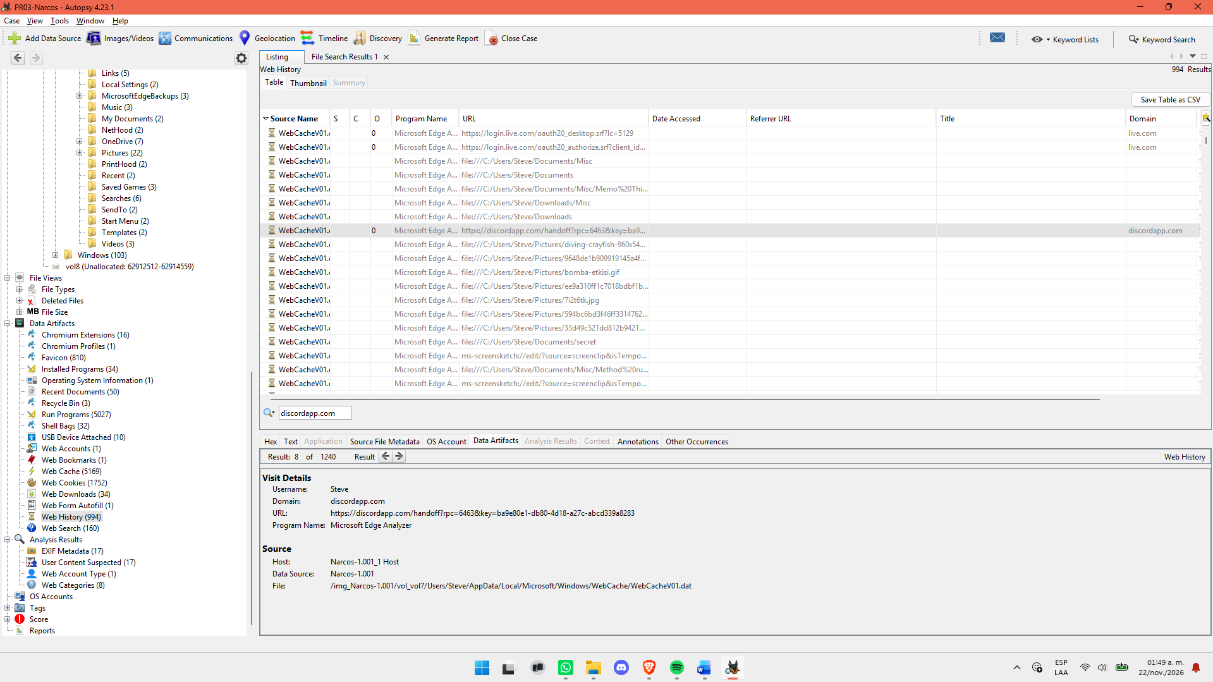 PR03-Narcos - Autopsy 4.23.1
Case View Tools Window Help
Add Data Source Images/Videos Communications Geolocation Timeline Discovery Generate Report Close Case Keyword Lists Keyword Search
Listing File Search Results 1
Web History 994 Results
Table Thumbnail Summary
Save Table as CSV
Links (5)
Local Settings (2)
MicrosoftEdgeBackups (3)
Music (3)
My Documents (2)
NetHood (2)
OneDrive (7)
Pictures (22)
PrintHood (2)
Recent (2)
Saved Games (3)
Searches (6)
SendTo (2)
Start Menu (2)
Templates (2)
Videos (3)
Windows (103)
vol8 (Unallocated: 62912512-62914559)
File Views
File Types
Deleted Files
MB File Size
Data Artifacts
Chromium Extensions (16)
Chromium Profiles (1)
Favicon (810)
Installed Programs (34)
Operating System Information (1)
Recent Documents (50)
Recycle Bin (3)
Run Programs (5027)
Shell Bags (32)
USB Device Attached (10)
Web Accounts (1)
Web Bookmarks (1)
Web Cache (5169)
Web Cookies (1752)
Web Downloads (34)
Web Form Autofill (1)
Web History (994)
Web Search (160)
Analysis Results
EXIF Metadata (17)
User Content Suspected (17)
Web Account Type (1)
Web Categories (8)
OS Accounts
Tags
Score
Reports
Source Name S C O Program Name URL Date Accessed Referrer URL Title Domain
WebCacheV01.‹ 0 Microsoft Edge A... https://login.live.com/oauth20_desktop.srf?lc=5129 live.com
WebCacheV01.‹ 0 Microsoft Edge A... https://login.live.com/oauth20_authorize.srf?client_id... live.com
WebCacheV01.‹ Microsoft Edge A... file:///C:/Users/Steve/Documents/Misc
WebCacheV01.‹ Microsoft Edge A... file:///C:/Users/Steve/Documents
WebCacheV01.‹ Microsoft Edge A... file:///C:/Users/Steve/Documents/Misc/Memo%20Thi...
WebCacheV01.‹ Microsoft Edge A... file:///C:/Users/Steve/Downloads/Misc
WebCacheV01.‹ Microsoft Edge A... file:///C:/Users/Steve/Downloads
WebCacheV01.‹ 0 Microsoft Edge A... https://discordapp.com/handoff?rpc=6463&key=ba9... discordapp.com
WebCacheV01.‹ Microsoft Edge A... file:///C:/Users/Steve/Pictures/diving-crayfish-960x54...
WebCacheV01.‹ Microsoft Edge A... file:///C:/Users/Steve/Pictures/9648de1b909919145a4f...
WebCacheV01.‹ Microsoft Edge A... file:///C:/Users/Steve/Pictures/bomba-etkisi.gif
WebCacheV01.‹ Microsoft Edge A... file:///C:/Users/Steve/Pictures/ee9a310ff1c7018bdbf1b...
WebCacheV01.‹ Microsoft Edge A... file:///C:/Users/Steve/Pictures/7i2t6tk.jpg
WebCacheV01.‹ Microsoft Edge A... file:///C:/Users/Steve/Pictures/594bc6bd3f46ff3314762...
WebCacheV01.‹ Microsoft Edge A... file:///C:/Users/Steve/Pictures/33d49c521dd812b9421...
WebCacheV01.‹ Microsoft Edge A... file:///C:/Users/Steve/Documents/secret
WebCacheV01.‹ Microsoft Edge A... ms-screensketch://edit/?source=screenclip&isTempo...
WebCacheV01.‹ Microsoft Edge A... file:///C:/Users/Steve/Documents/Misc/Method%20ru...
WebCacheV01.‹ Microsoft Edge A... ms-screensketch://edit/?source=screenclip&isTempo...
discordapp.com
Hex Text Application Source File Metadata OS Account Data Artifacts Analysis Results Context Annotations Other Occurrences
Result: 8 of 1240 Result Web History
Visit Details
Username: Steve
Domain: discordapp.com
URL: https://discordapp.com/handoff?rpc=6463&key=ba9e80e1-db80-4d18-a27c-abcd339a8283
Program Name: Microsoft Edge Analyzer
Source
Host: Narcos-1.001_1 Host
Data Source: Narcos-1.001
File: /img_Narcos-1.001/vol_vol7/Users/Steve/AppData/Local/Microsoft/Windows/WebCache/WebCacheV01.dat
ESP
LAA
01:49 a. m.
22/nov./2026